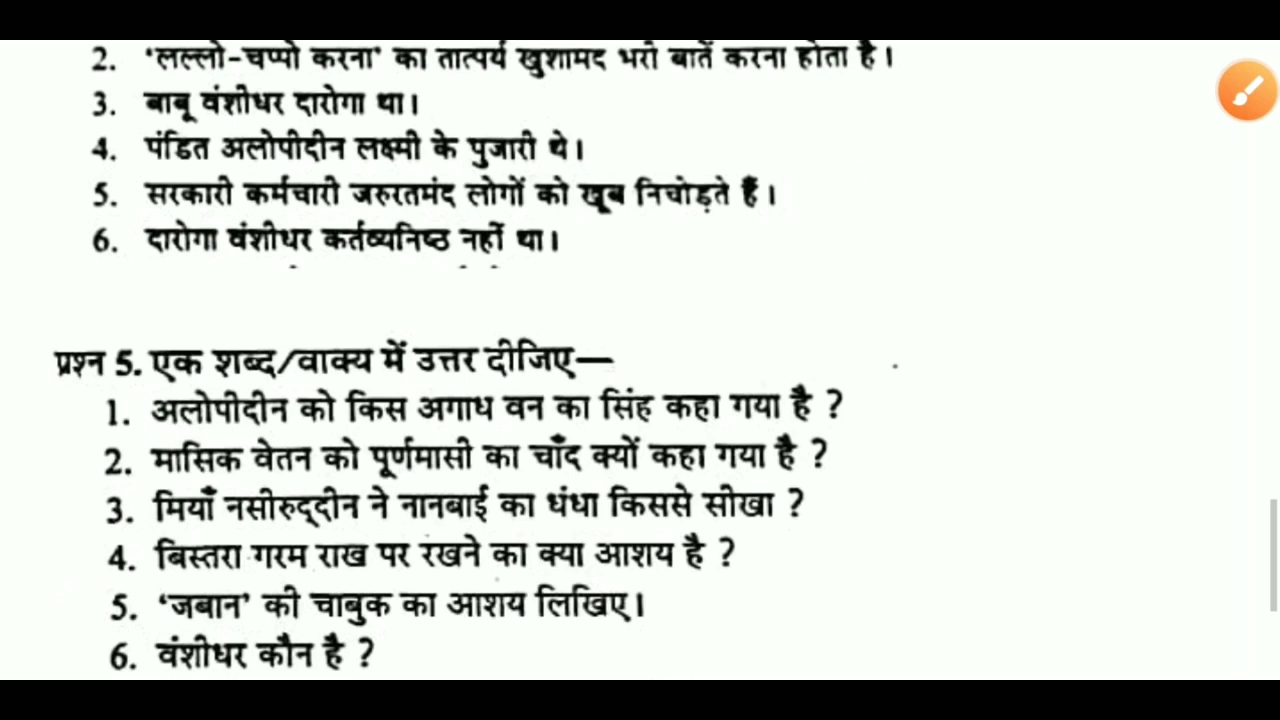 2. 'लल्लो-चप्पो करना' का तात्पर्य खुशामद भरी बातें करना होता है।
3. बाबू वंशीधर दारोगा था।
4. पंडित अलोपीदीन लक्ष्मी के पुजारी थे।
5. सरकारी कर्मचारी जरुरतमंद लोगों को खूब निचोड़ते हैं।
6. दारोगा वंशीधर कर्तव्यनिष्ठ नहीं था।
प्रश्न 5. एक शब्द/वाक्य में उत्तर दीजिए—
1. अलोपीदीन को किस अगाध वन का सिंह कहा गया है ?
2. मासिक वेतन को पूर्णमासी का चाँद क्यों कहा गया है ?
3. मियाँ नसीरुद्दीन ने नानबाई का धंधा किससे सीखा ?
4. बिस्तरा गरम राख पर रखने का क्या आशय है ?
5. 'जबान' की चाबुक का आशय लिखिए।
6. वंशीधर कौन है ?